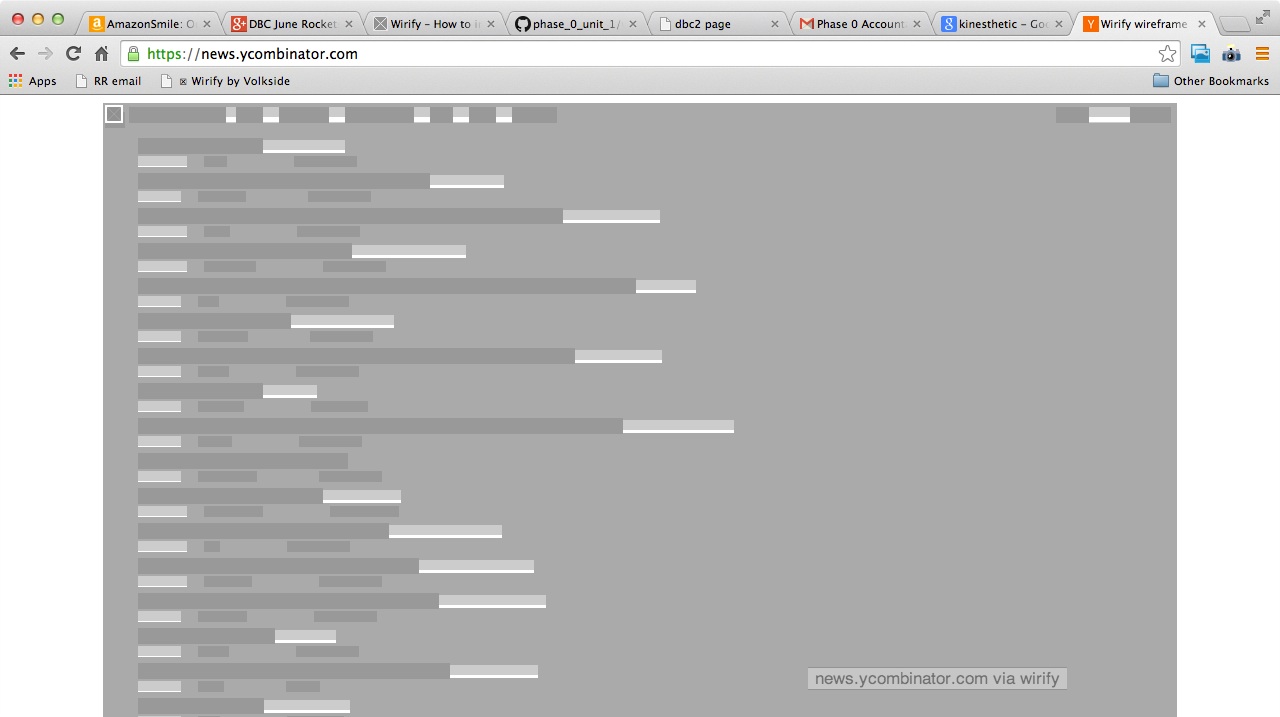 AmazonSmile: O
DBC June Rocket
Wirify – How to i
phase_0_unit_1/
dbc2 page
Phase 0 Account
kinesthetic – Goo
Wirify wireframe
https://news.ycombinator.com
Apps
RR email
Wirify by Volkside
Other Bookmarks
news.ycombinator.com via wirify